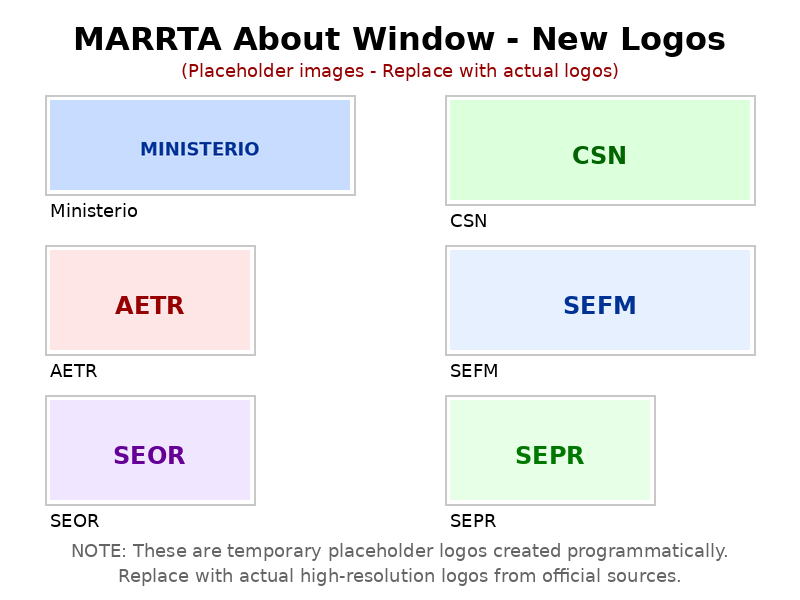 MARRTA About Window - New Logos
(Placeholder images - Replace with actual logos)
MINISTERIO
CSN
Ministerio
CSN
AETR
SEFM
AETR
SEFM
SEOR
SEPR
SEOR
SEPR
NOTE: These are temporary placeholder logos created programmatically.
Replace with actual high-resolution logos from official sources.